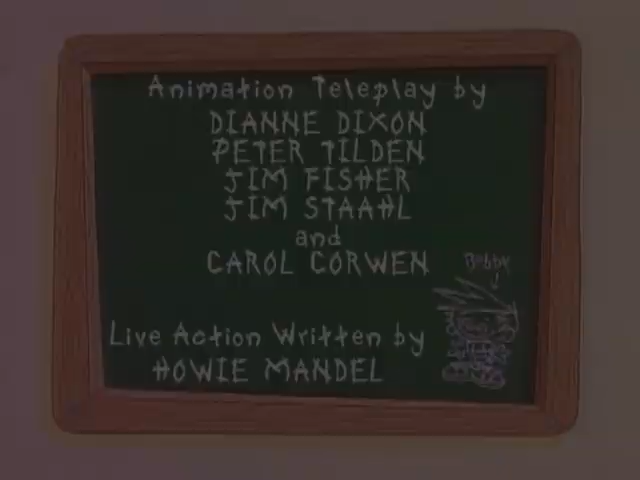 Animation Teleplay by
DIANNE DIXON
PETER TILDEN
JIM FISHER
JIM STAAHL
and
CAROL CORWEN
Bobby
Live Action Written by
HOWIE MANDEL